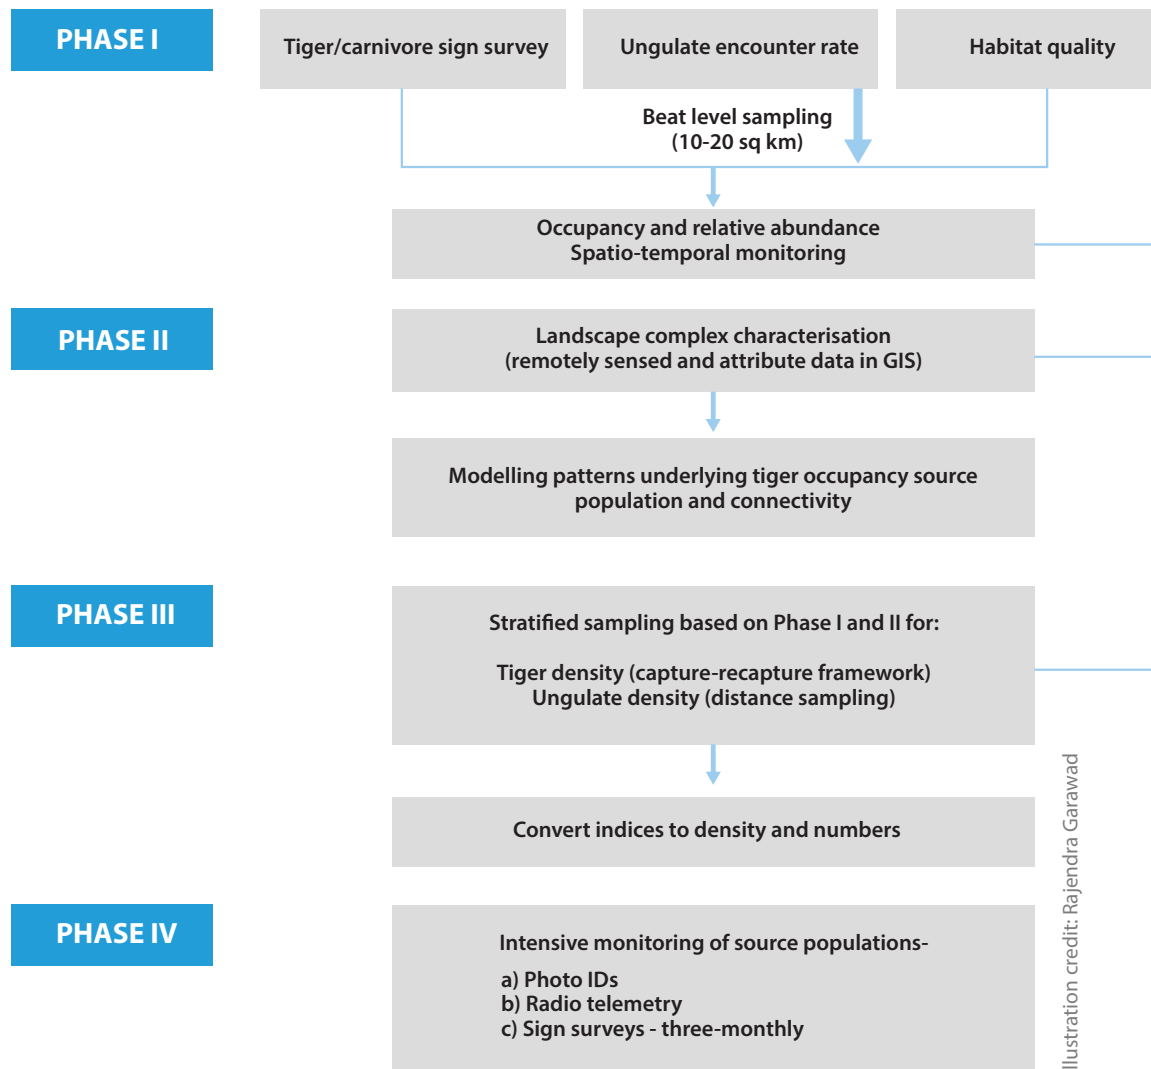 PHASE I
Tiger/carnivore sign survey
Ungulate encounter rate
Habitat quality
Beat level sampling
(10-20 sq km)
Occupancy and relative abundance
Spatio-temporal monitoring
PHASE II
Landscape complex characterisation
(remotely sensed and attribute data in GIS)
Modelling patterns underlying tiger occupancy source
population and connectivity
PHASE III
Stratified sampling based on Phase I and II for:
Tiger density (capture-recapture framework)
Ungulate density (distance sampling)
Convert indices to density and numbers
PHASE IV
Intensive monitoring of source populations-
a) Photo IDs
b) Radio telemetry
c) Sign surveys - three-monthly
Illustration credit: Rajendra Garawad